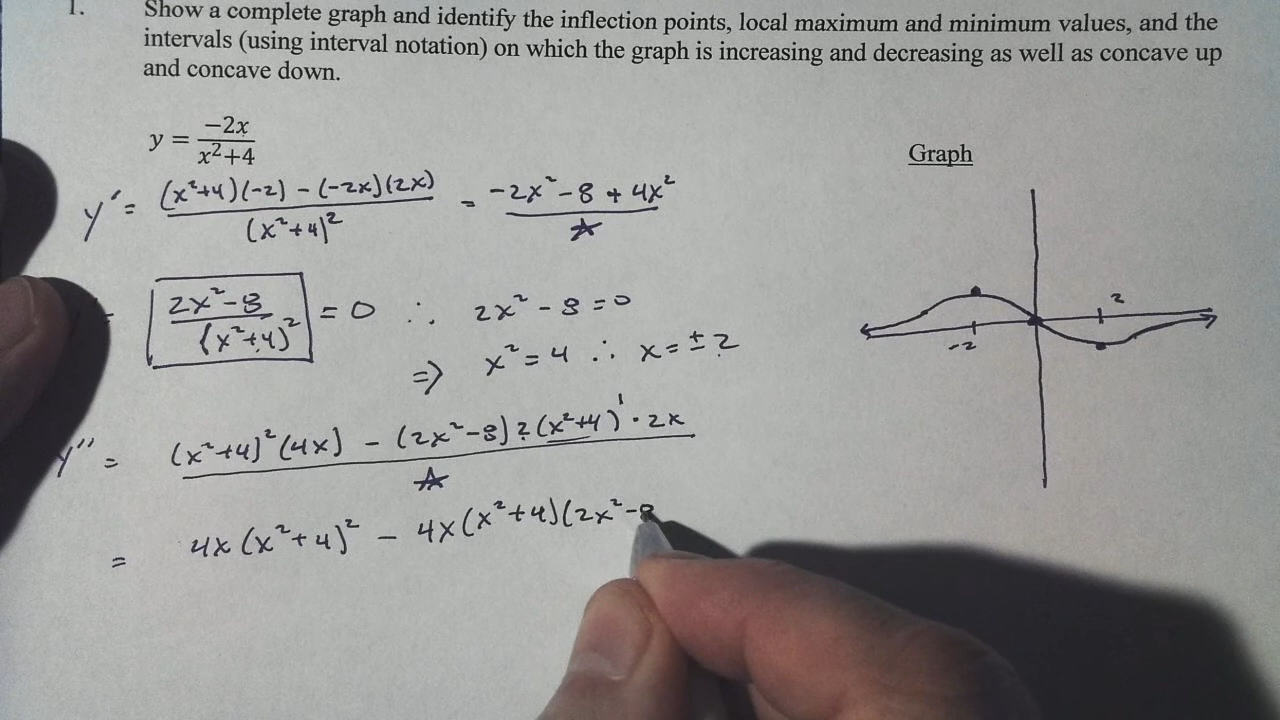 1. Show a complete graph and identify the inflection points, local maximum and minimum values, and the
intervals (using interval notation) on which the graph is increasing and decreasing as well as concave up
and concave down.
y = −2x / x²+4
Graph
y' = (x²+4)(-2) - (-2x)(2x) / (x²+4)² = -2x² - 8 + 4x² / ☆
= 2x²-8 / (x²+4)² = 0 ∴ 2x² - 8 = 0
⇒ x² = 4 ∴ x = ± 2
-2 2
y'' = (x²+4)²(4x) - (2x²-8)2(x²+4)¹·2x / ☆
= 4x(x²+4)² - 4x(x²+4)(2x²-8